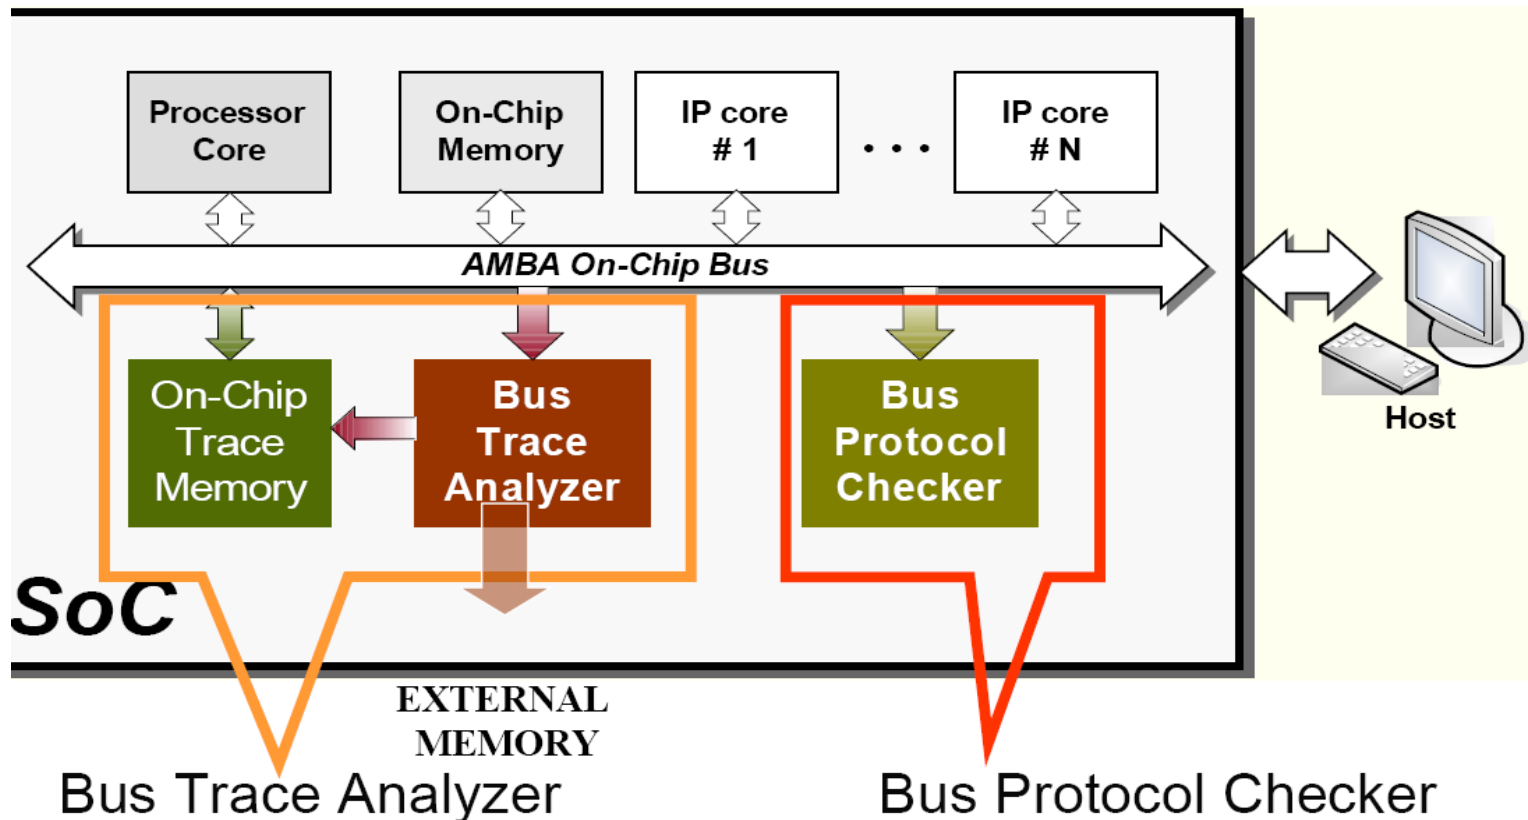 Processor
Core
On-Chip
Memory
IP core
# 1
. . .
IP core
# N
AMBA On-Chip Bus
On-Chip
Trace
Memory
Bus
Trace
Analyzer
Bus
Protocol
Checker
Host
SoC
EXTERNAL
MEMORY
Bus Trace Analyzer
Bus Protocol Checker